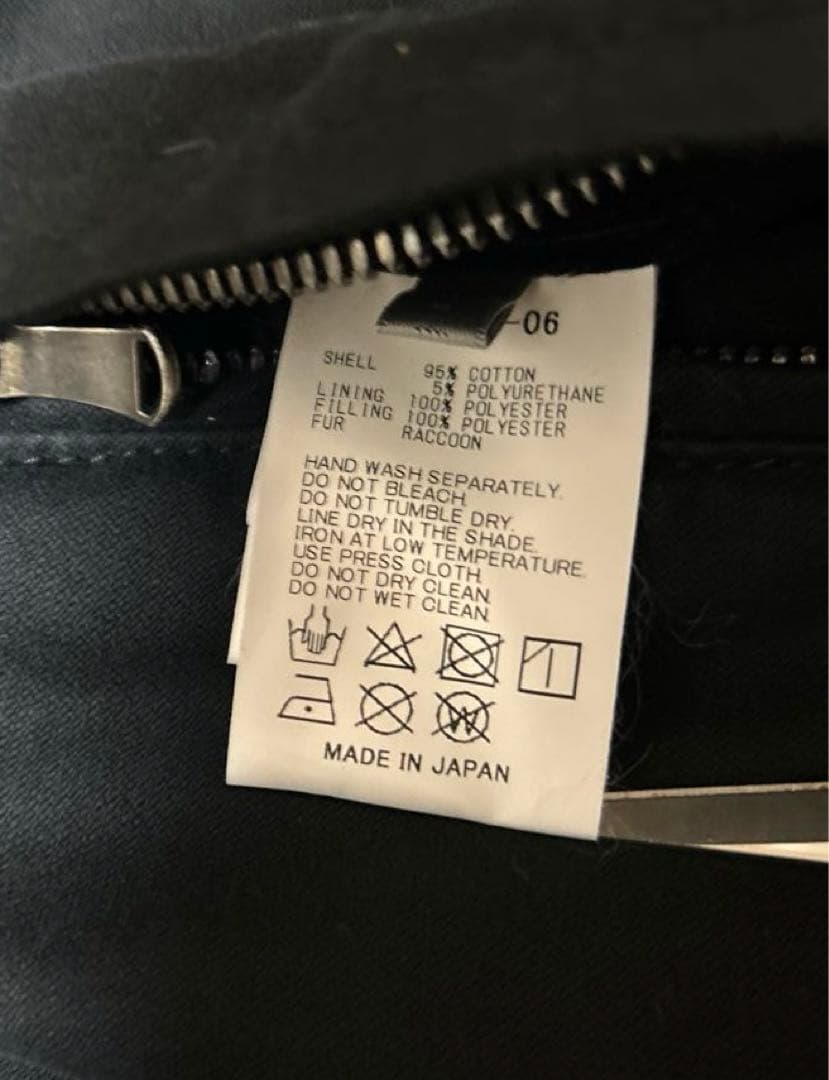 -06
SHELL 95% COTTON
5% POLYURETHANE
LINING 100% POLYESTER
FILLING 100% POLYESTER
FUR RACCOON
HAND WASH SEPARATELY.
DO NOT BLEACH.
DO NOT TUMBLE DRY.
LINE DRY IN THE SHADE.
IRON AT LOW TEMPERATURE.
USE PRESS CLOTH.
DO NOT DRY CLEAN.
DO NOT WET CLEAN.
W
MADE IN JAPAN